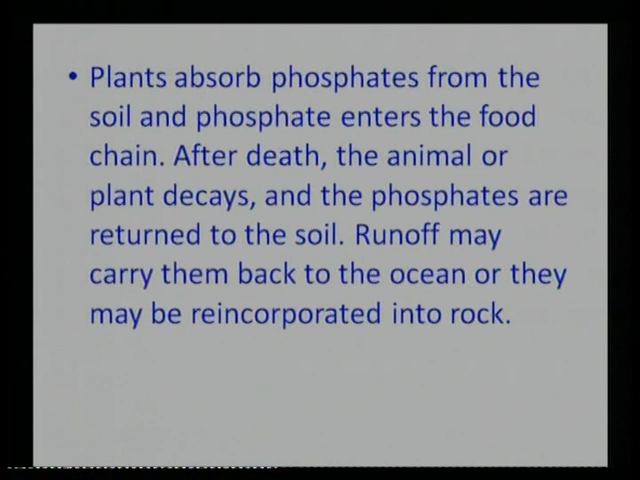 • Plants absorb phosphates from the
soil and phosphate enters the food
chain. After death, the animal or
plant decays, and the phosphates are
returned to the soil. Runoff may
carry them back to the ocean or they
may be reincorporated into rock.